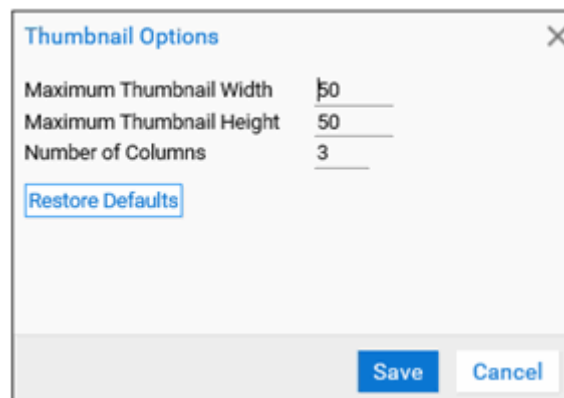 Thumbnail Options
Maximum Thumbnail Width 50
Maximum Thumbnail Height 50
Number of Columns 3
Restore Defaults
Save Cancel